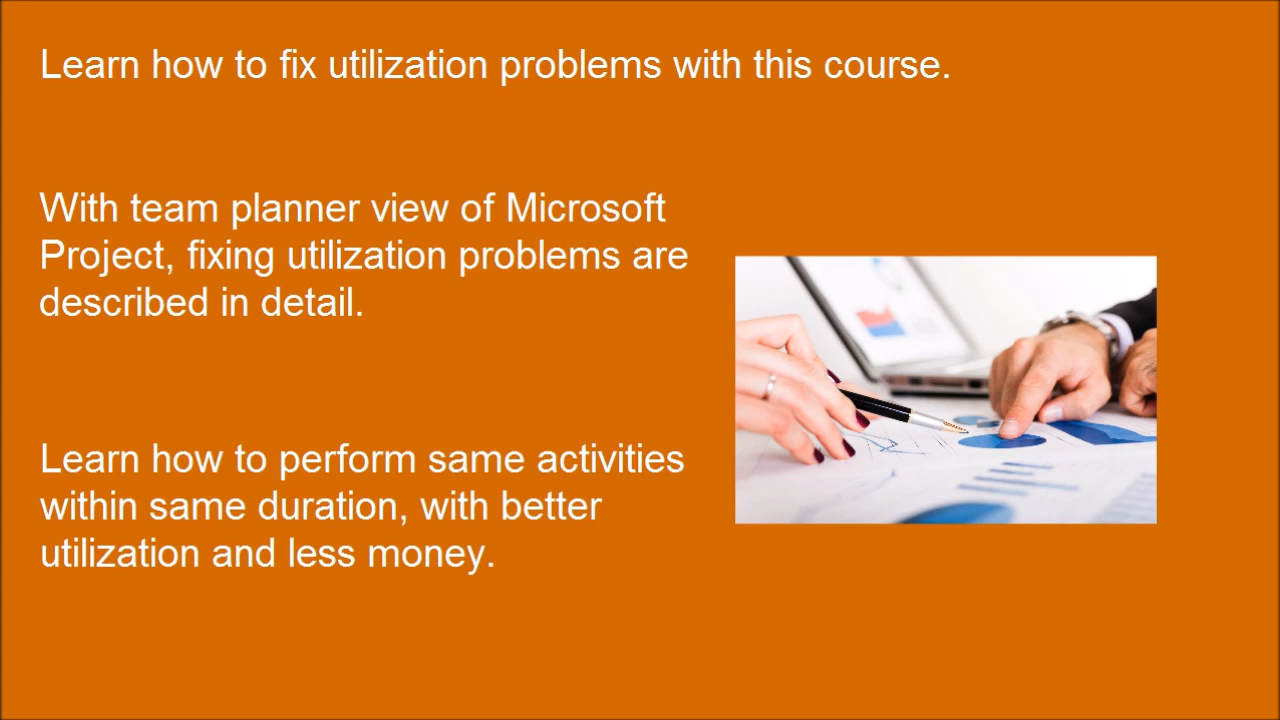 Learn how to fix utilization problems with this course.
With team planner view of Microsoft
Project, fixing utilization problems are
described in detail.
Learn how to perform same activities
within same duration, with better
utilization and less money.